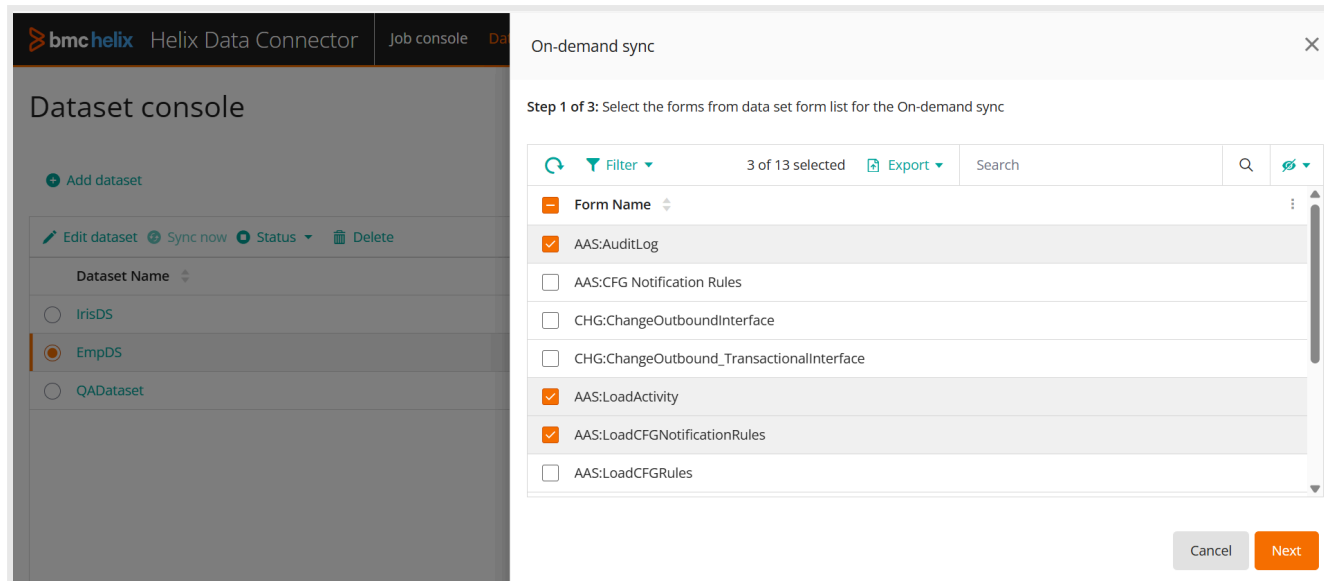 bmchelix Helix Data Connector Job console Dat
Dataset console
Add dataset
Edit dataset Sync now Status Delete
Dataset Name
IrisDS
EmpDS
QADataset
On-demand sync
Step 1 of 3: Select the forms from data set form list for the On-demand sync
Filter 3 of 13 selected Export Search
Form Name
AAS:AuditLog
AAS:CFG Notification Rules
CHG:ChangeOutboundInterface
CHG:ChangeOutbound_TransactionalInterface
AAS:LoadActivity
AAS:LoadCFGNotificationRules
AAS:LoadCFGRules
Cancel Next